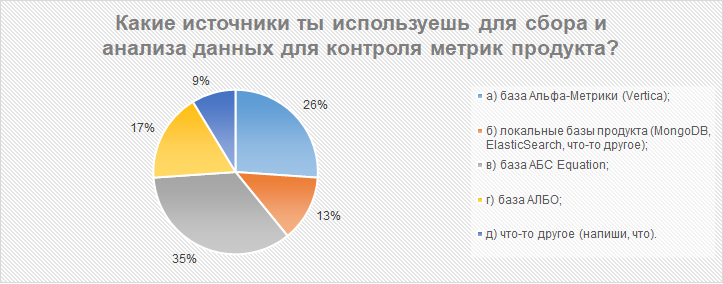 Какие источники ты используешь для сбора и
анализа данных для контроля метрик продукта?
9%
26%
17%
13%
35%
а) база Альфа-Метрики (Vertica);
б) локальные базы продукта (MongoDB,
ElasticSearch, что-то другое);
в) база АБС Equation;
г) база АЛБО;
д) что-то другое (напиши, что).